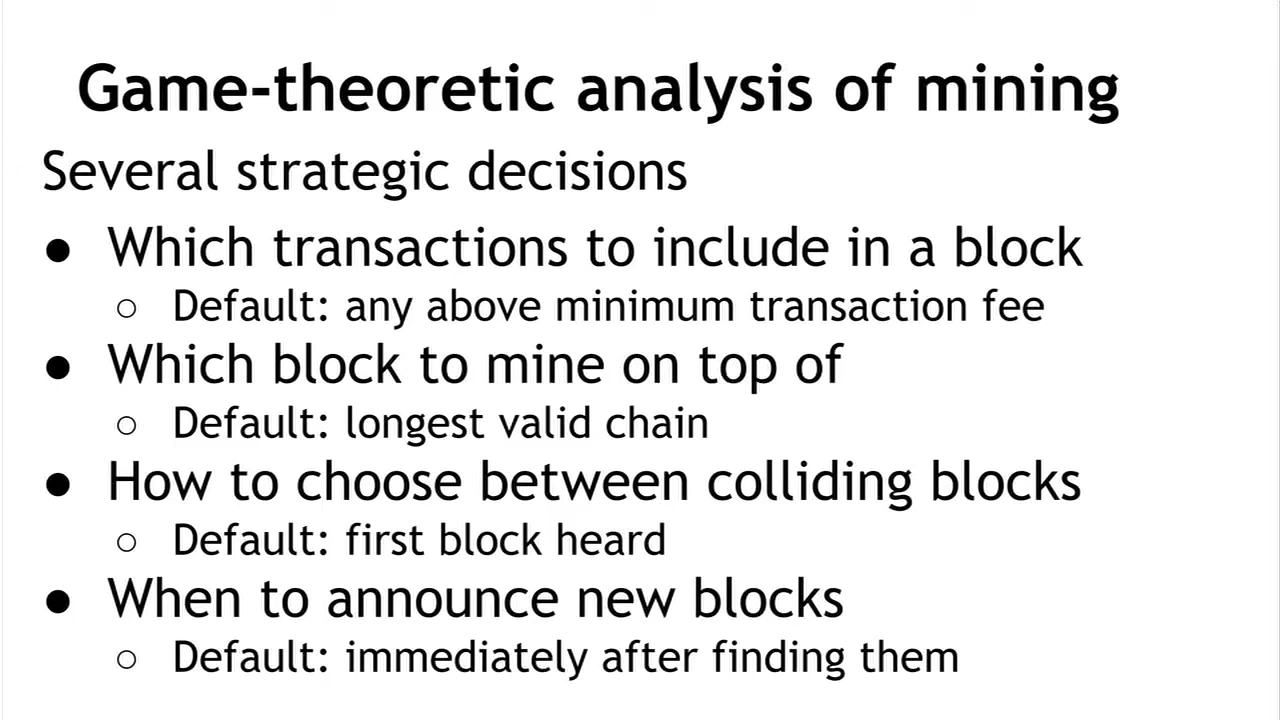 Game-theoretic analysis of mining
Several strategic decisions
● Which transactions to include in a block
○ Default: any above minimum transaction fee
● Which block to mine on top of
○ Default: longest valid chain
● How to choose between colliding blocks
○ Default: first block heard
● When to announce new blocks
○ Default: immediately after finding them